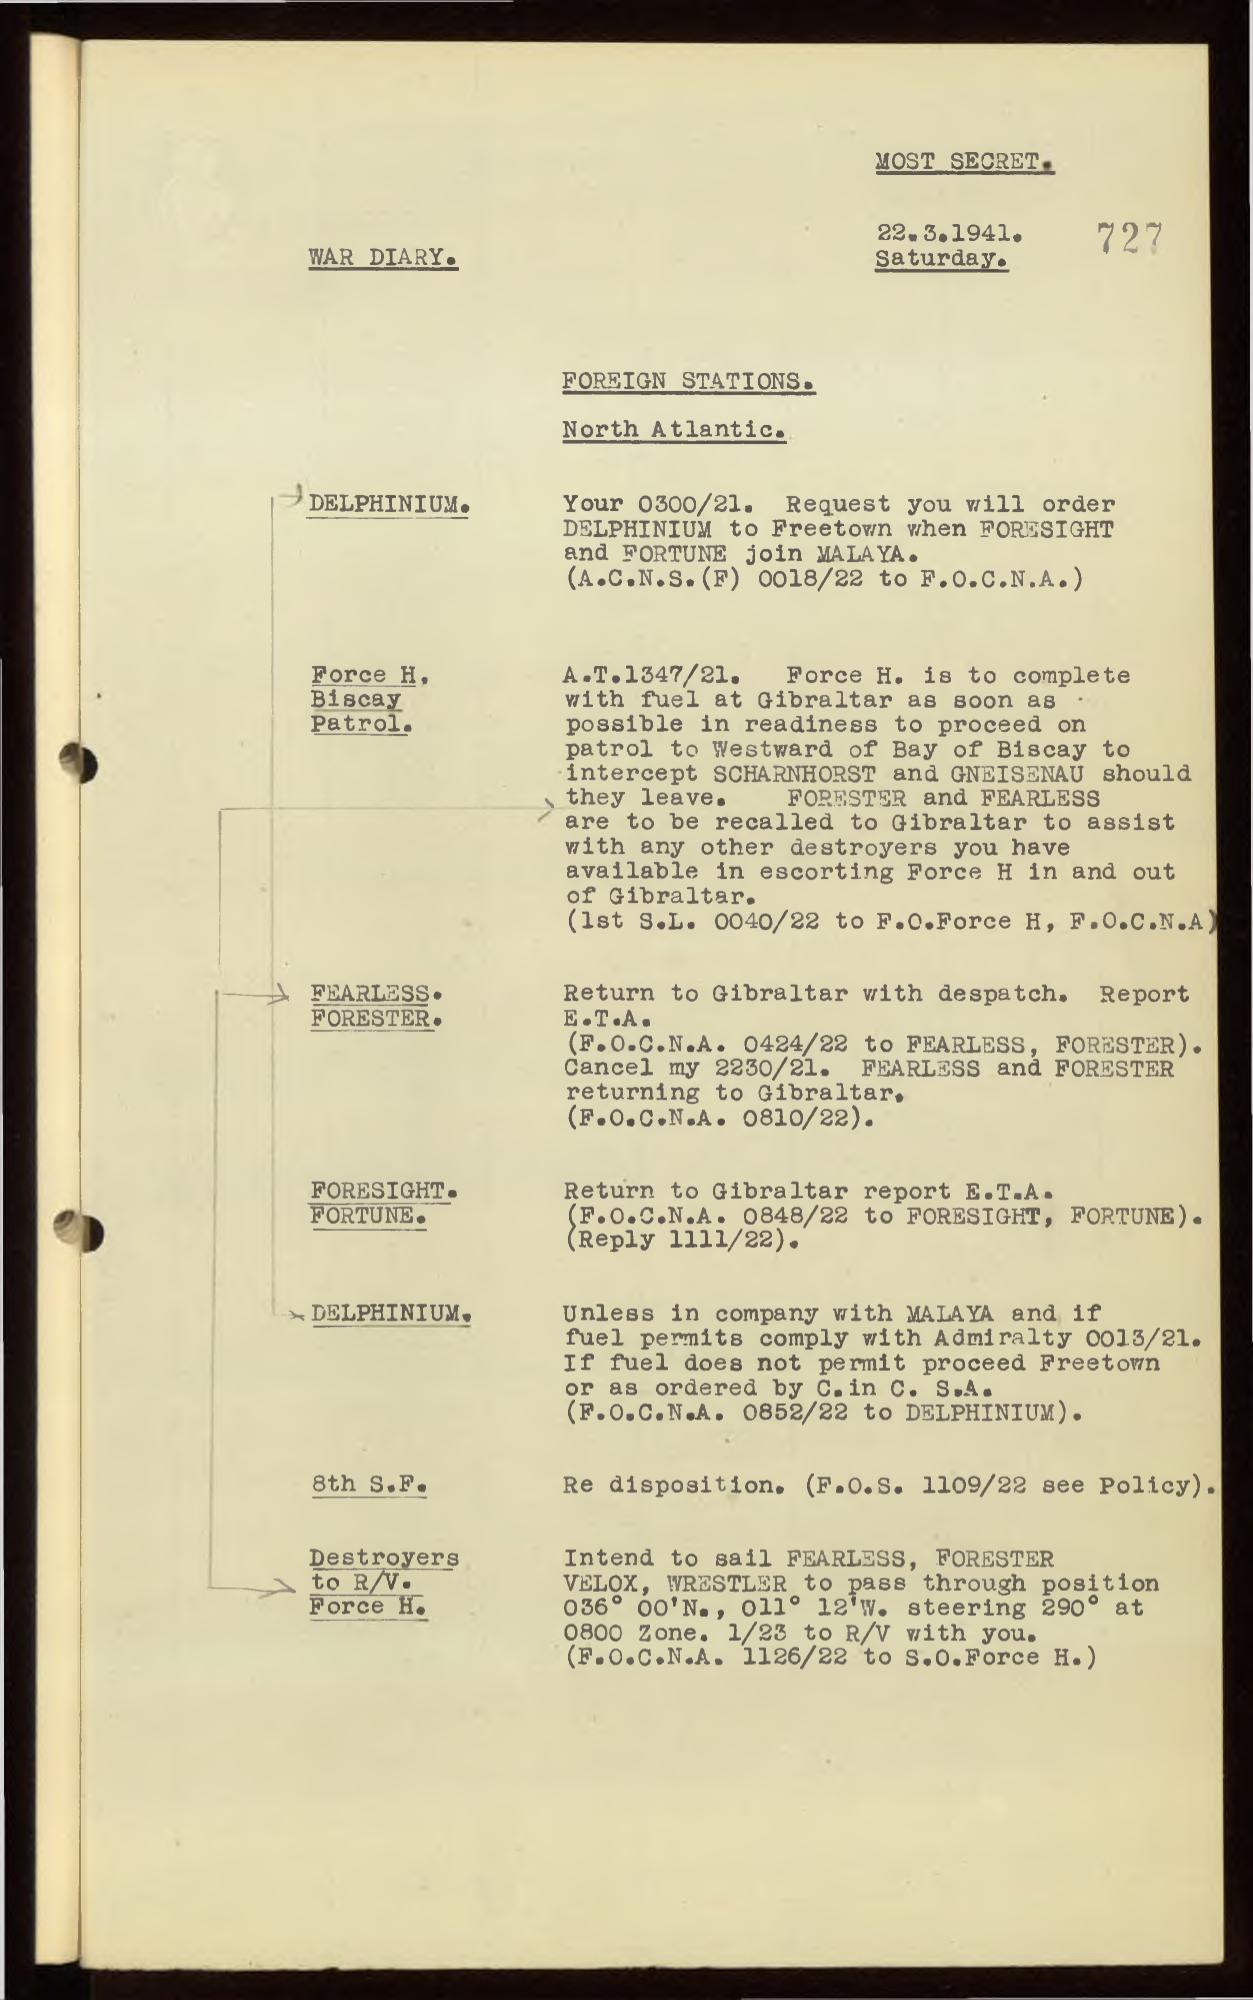 MOST SECRET.
22.3.1941. 727
WAR DIARY. Saturday.
FOREIGN STATIONS.
North Atlantic.
DELPHINIUM. Your 0300/21. Request you will order
DELPHINIUM to Freetown when FORESIGHT
and FORTUNE join MALAYA.
(A.C.N.S.(F) 0018/22 to F.O.C.N.A.)
Force H. A.T.1347/21. Force H. is to complete
Biscay with fuel at Gibraltar as soon as
Patrol. possible in readiness to proceed on
patrol to Westward of Bay of Biscay to
intercept SCHARNHORST and GNEISENAU should
they leave. FORESTER and FEARLESS
are to be recalled to Gibraltar to assist
with any other destroyers you have
available in escorting Force H in and out
of Gibraltar.
(1st S.L. 0040/22 to F.O.Force H, F.O.C.N.A)
FEARLESS. Return to Gibraltar with despatch. Report
FORESTER. E.T.A.
(F.O.C.N.A. 0424/22 to FEARLESS, FORESTER).
Cancel my 2230/21. FEARLESS and FORESTER
returning to Gibraltar.
(F.O.C.N.A. 0810/22).
FORESIGHT. Return to Gibraltar report E.T.A.
FORTUNE. (F.O.C.N.A. 0848/22 to FORESIGHT, FORTUNE).
(Reply 1111/22).
DELPHINIUM. Unless in company with MALAYA and if
fuel permits comply with Admiralty 0013/21.
If fuel does not permit proceed Freetown
or as ordered by C.in C. S.A.
(F.O.C.N.A. 0852/22 to DELPHINIUM).
8th S.F. Re disposition. (F.O.S. 1109/22 see Policy).
Destroyers Intend to sail FEARLESS, FORESTER
to R/V. VELOX, WRESTLER to pass through position
Force H. 036° 00'N., 011° 12'W. steering 290° at
0800 Zone. 1/23 to R/V with you.
(F.O.C.N.A. 1126/22 to S.O.Force H.)